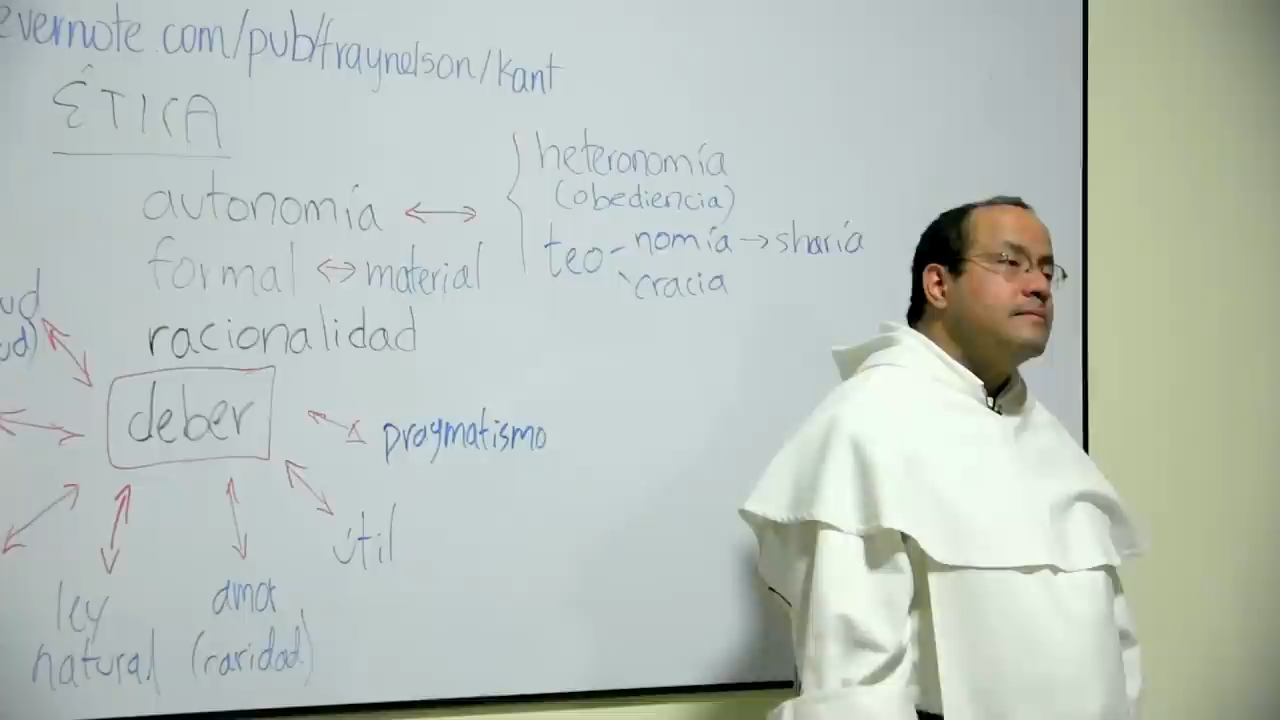 evernote.com/pub/fraynelson/kant
ÉTICA
autonomía ↔ { heteronomía
(obediencia)
teo-nomía → sharía
cracia
formal ↔ material
racionalidad
deber
pragmatismo
útil
ley
natural
amor
(caridad)